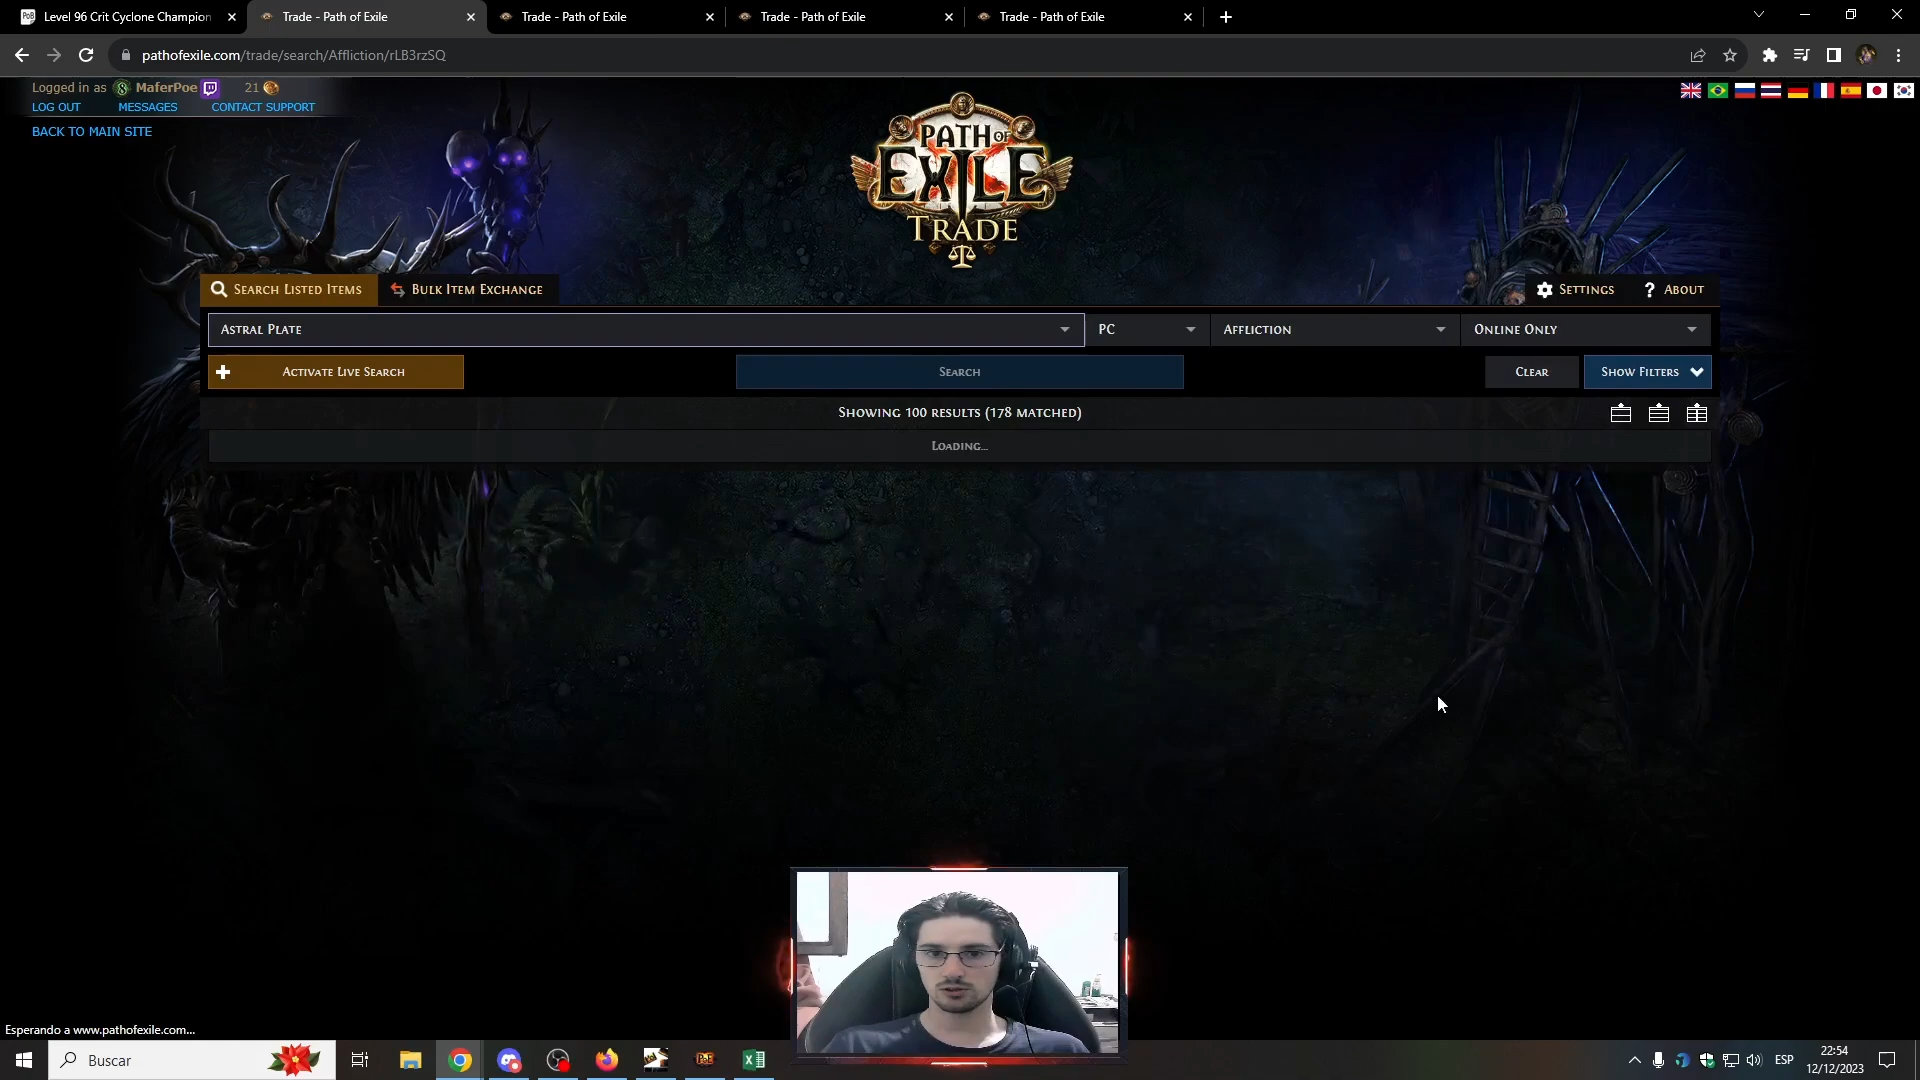 Level 96 Crit Cyclone Champion
Trade - Path of Exile
Trade - Path of Exile
Trade - Path of Exile
Trade - Path of Exile
pathofexile.com/trade/search/Affliction/rLB3rzSQ
Logged in as MaferPoe 21
LOG OUT MESSAGES CONTACT SUPPORT
BACK TO MAIN SITE
PATH OF
EXILE
TRADE
Search Listed Items
Bulk Item Exchange
Settings
? About
Astral Plate
PC
Affliction
Online Only
Activate Live Search
Search
Clear
Show Filters
Showing 100 results (178 matched)
Loading...
Esperando a www.pathofexile.com...
Buscar
ESP
22:54
12/12/2023